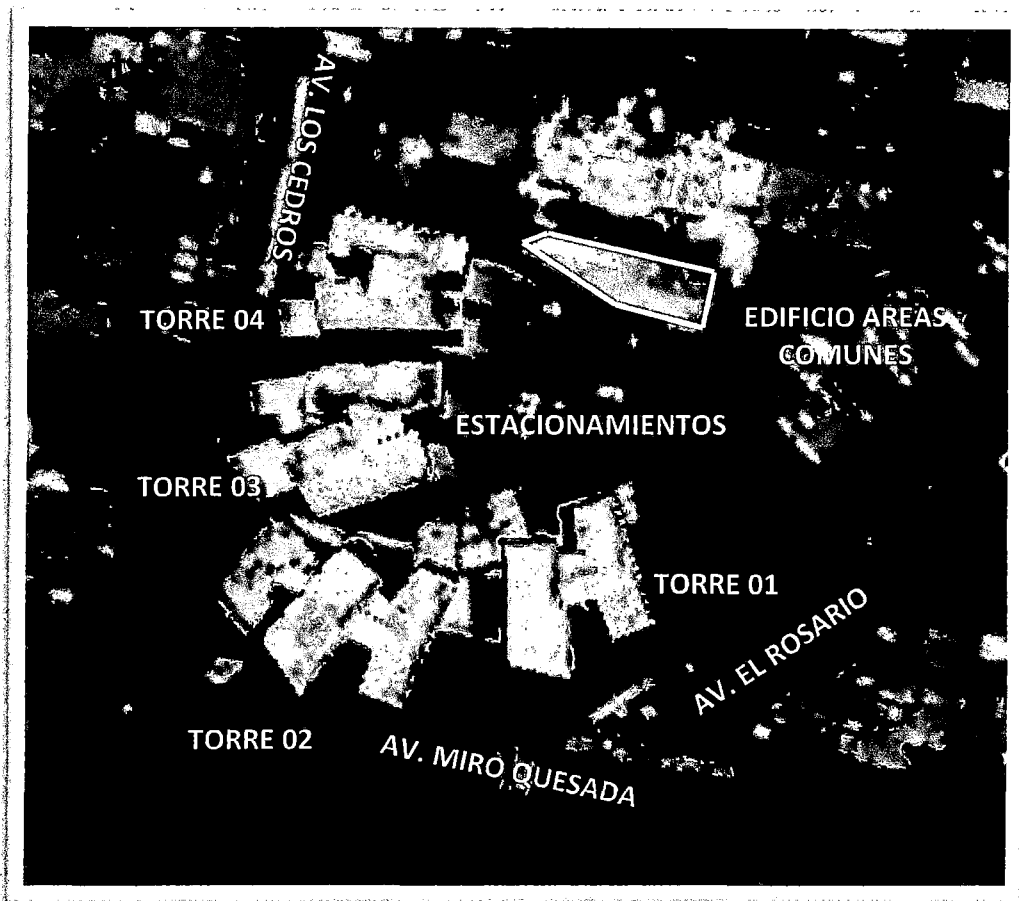 AV. LOS CEDROS
TORRE 04
EDIFICIO AREAS
COMUNES
ESTACIONAMIENTOS
TORRE 03
TORRE 01
AV. EL ROSARIO
TORRE 02
AV. MIRO QUESADA